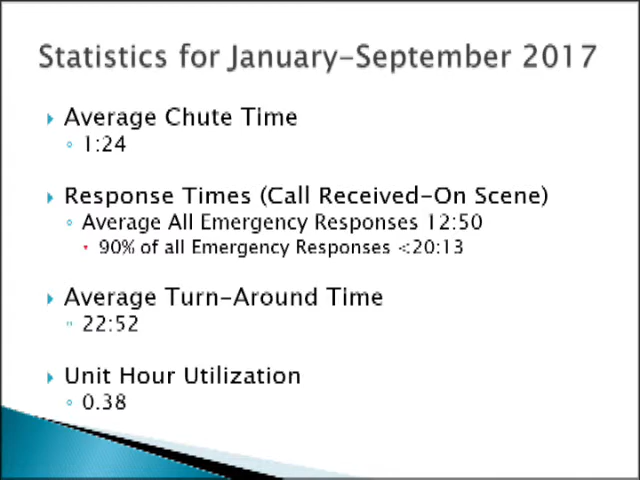 Statistics for January-September 2017
Average Chute Time
1:24
Response Times (Call Received-On Scene)
Average All Emergency Responses 12:50
90% of all Emergency Responses <20:13
Average Turn-Around Time
22:52
Unit Hour Utilization
0.38